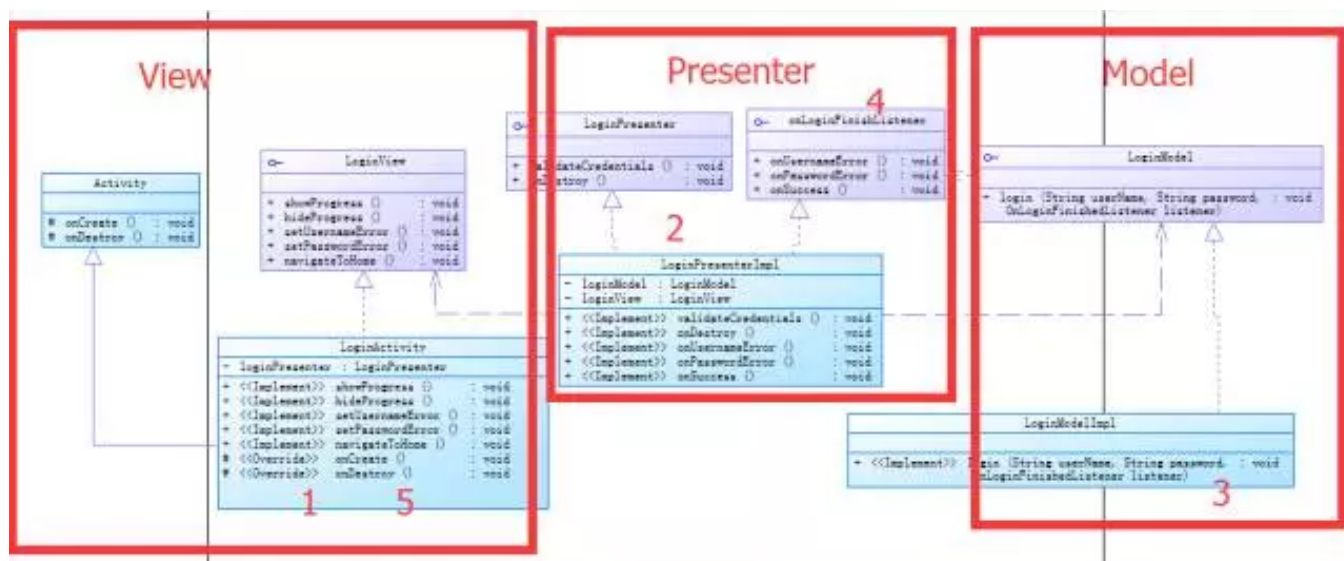 View
Activity
# onCreate () : void
# onDestroy () : void
LoginView
+ showProgress () : void
+ hideProgress () : void
+ setUsernameError () : void
+ setPasswordError () : void
+ navigateToHome () : void
LoginActivity
- loginPresenter : LoginPresenter
+ <<Implement>> showProgress () : void
+ <<Implement>> hideProgress () : void
+ <<Implement>> setUsernameError () : void
+ <<Implement>> setPasswordError () : void
+ <<Implement>> navigateToHome () : void
# <<Override>> onCreate () : void
# <<Override>> onDestroy () : void
1 5
Presenter
LoginPresenter
+ validateCredentials () : void
+ onDestroy () : void
4
onLoginFinishListener
+ onUsernameError () : void
+ onPasswordError () : void
+ onSuccess () : void
2
LoginPresenterImpl
- loginModel : LoginModel
- loginView : LoginView
+ <<Implement>> validateCredentials () : void
+ <<Implement>> onDestroy () : void
+ <<Implement>> onUsernameError () : void
+ <<Implement>> onPasswordError () : void
+ <<Implement>> onSuccess () : void
Model
LoginModel
+ login (String userName, String password, : void
OnLoginFinishedListener listener)
LoginModelImpl
+ <<Implement>> login (String userName, String password, : void
OnLoginFinishedListener listener)
3